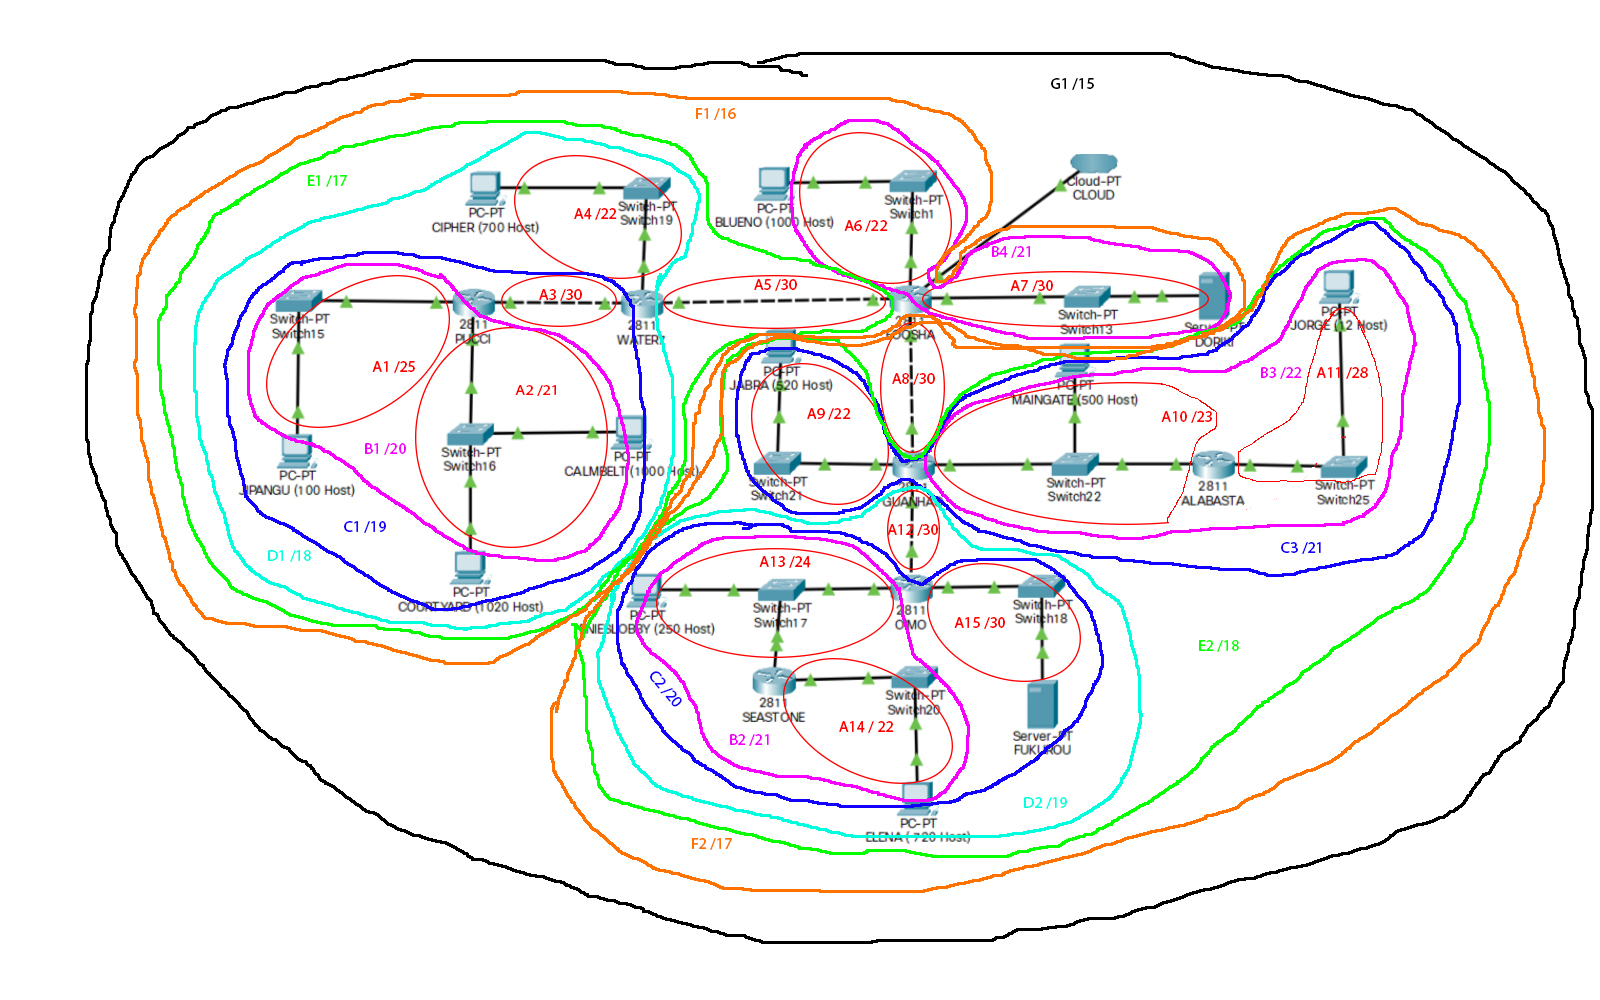 G1 /15
F1 /16
E1 /17
Cloud-PT
CLOUD
PC-PT
CIPHER (700 Host)
A4 /22
Switch-PT
Switch19
PC-PT
BLUENO (1000 Host)
Switch-PT
Switch1
A6 /22
B4 /21
A3 /30
A5 /30
A7 /30
Switch-PT
Switch15
2811
PUCCI
2811
2811
Switch-PT
Switch13
Server-PT
DORIKI
PC-PT
JORGE (12 Host)
A1 /25
A2 /21
PC-PT
JABRA (520 Host)
A8 /30
PC-PT
MAINGATE (500 Host)
B3 /22
A11 /28
A9 /22
A10 /23
B1 /20
Switch-PT
Switch16
PC-PT
CALMBELT (1000 Host)
PC-PT
JIPANGU (100 Host)
Switch-PT
Switch21
Switch-PT
Switch22
2811
ALABASTA
Switch-PT
Switch25
C1 /19
A12 /30
D1 /18
C3 /21
PC-PT
COURTYARD (1020 Host)
A13 /24
PC-PT
(250 Host)
Switch-PT
Switch17
2811
OIMO
Switch-PT
Switch18
A15 /30
E2 /18
C2 /20
2811
SEASTONE
Switch-PT
Switch20
A14 / 22
B2 /21
Server-PT
FUKUROU
D2 /19
PC-PT
ELENA ( 720 Host)
F2 /17